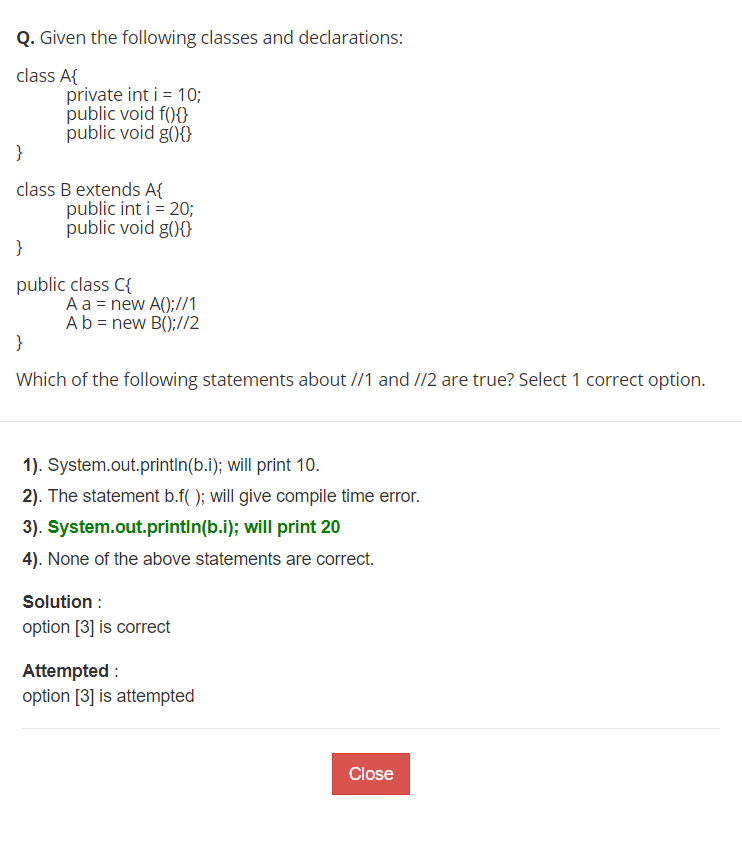 Q. Given the following classes and declarations:
class A{
private int i = 10;
public void f(){}
public void g(){}
}
class B extends A{
public int i = 20;
public void g(){}
}
public class C{
A a = new A();//1
A b = new B();//2
}
Which of the following statements about //1 and //2 are true? Select 1 correct option.
1). System.out.println(b.i); will print 10.
2). The statement b.f( ); will give compile time error.
3). System.out.println(b.i); will print 20
4). None of the above statements are correct.
Solution :
option [3] is correct
Attempted :
option [3] is attempted
Close